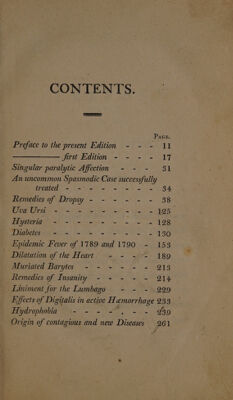 CONTENTS.
PAGE.
Preface to the present Edition - - - 11
first Edition - - - - 17
Singular paralytic Affection - - - 31
An uncommon Spasmodic Case successfully
treated - - - - - - - - 34
Remedies of Dropsy - - - - - - 38
Uva Ursi - - - - - - - - - 125
Hysteria - - - - - - - - 128
Diabetes - - - - - - - - - 130
Epidemic Fever of 1789 and 1790 - 153
Dilatation of the Heart - - - - 189
Muriated Barytes - - - - - - 213
Remedies of Insanity - - - - - 214
Liniment for the Lumbago - - - 229
Effects of Digitalis in active Hæmorrhage 233
Hydrophobia - - - - - - 239
Origin of contagious and new Diseases 261